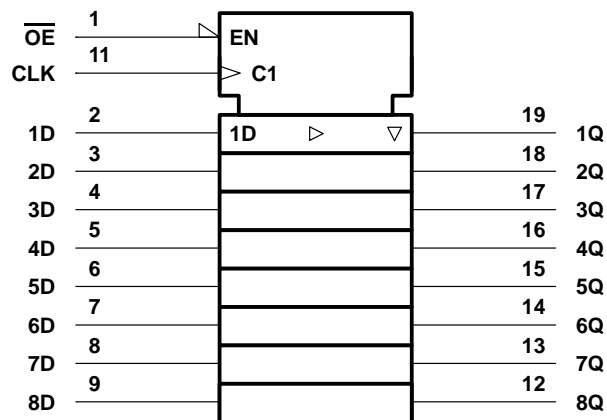 1
OE EN
11
CLK C1
2 19
1D 1D 1Q
3 18
2D 2Q
4 17
3D 3Q
5 16
4D 4Q
6 15
5D 5Q
7 14
6D 6Q
8 13
7D 7Q
9 12
8D 8Q